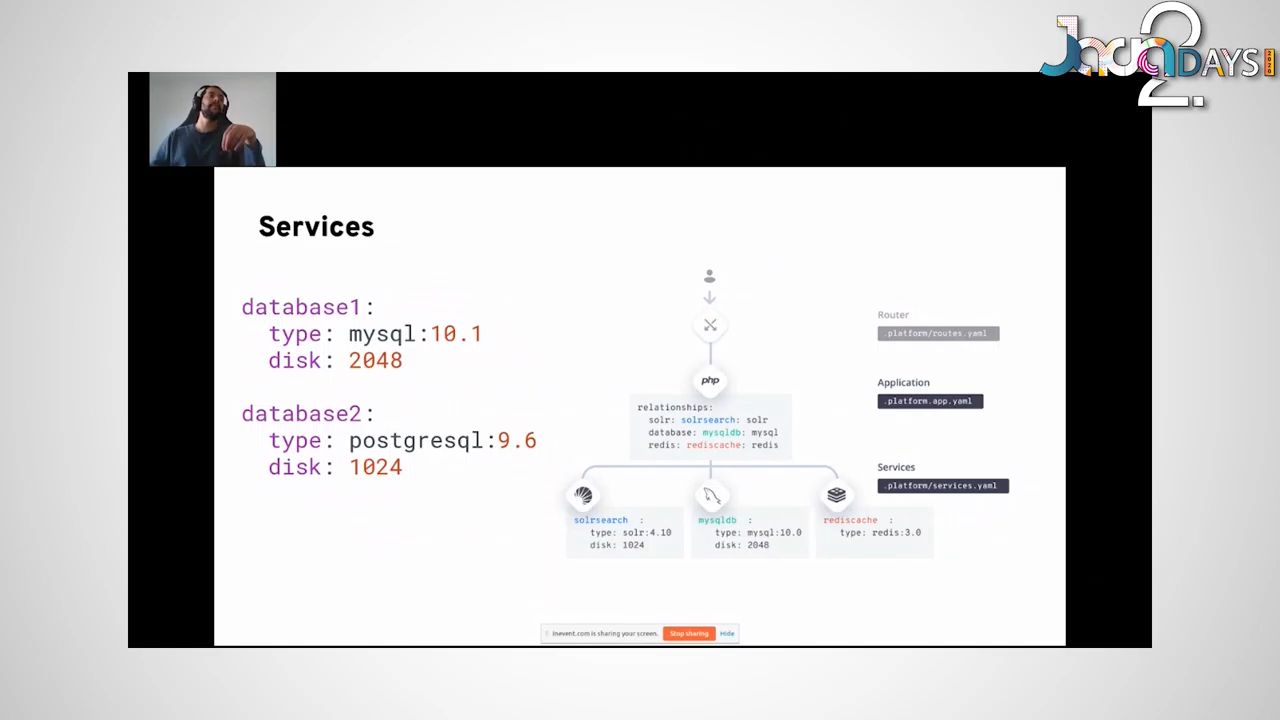 Java2DAYS 2020
Services
database1:
type: mysql:10.1
disk: 2048
database2:
type: postgresql:9.6
disk: 1024
php
relationships:
solr: solrsearch: solr
database: mysqldb: mysql
redis: rediscache: redis
solrsearch :
type: solr:4.10
disk: 1024
mysqldb :
type: mysql:10.0
disk: 2048
rediscache :
type: redis:3.0
Router
.platform/routes.yaml
Application
.platform.app.yaml
Services
.platform/services.yaml
inevent.com is sharing your screen. Stop sharing Hide